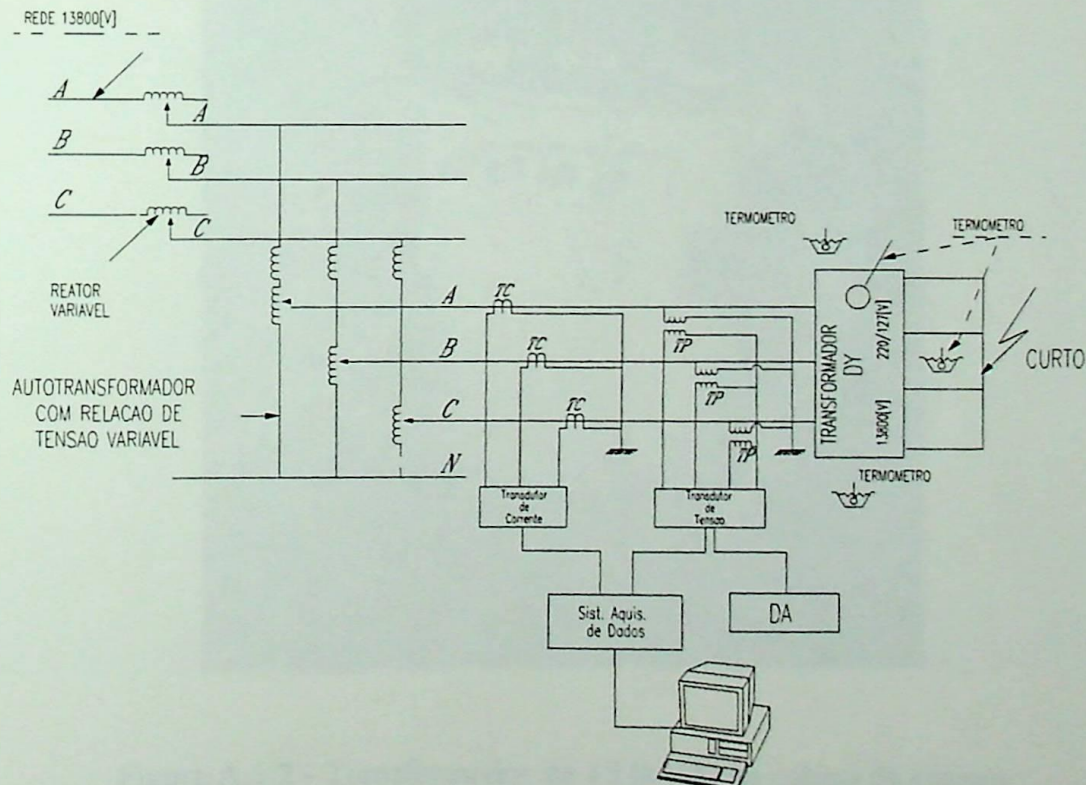 REDE 13800[V]
A
A
B
B
C
C
REATOR
VARIAVEL
AUTOTRANSFORMADOR
COM RELACAO DE
TENSAO VARIAVEL
A
B
C
N
TC
TC
TC
TP
TP
TP
TERMOMETRO
TERMOMETRO
TRANSFORMADOR
DY
13800[V]
220/127[V]
CURTO
TERMOMETRO
Transdutor
de
Corrente
Transdutor
de
Tensao
Sist. Aquis.
de Dados
DA